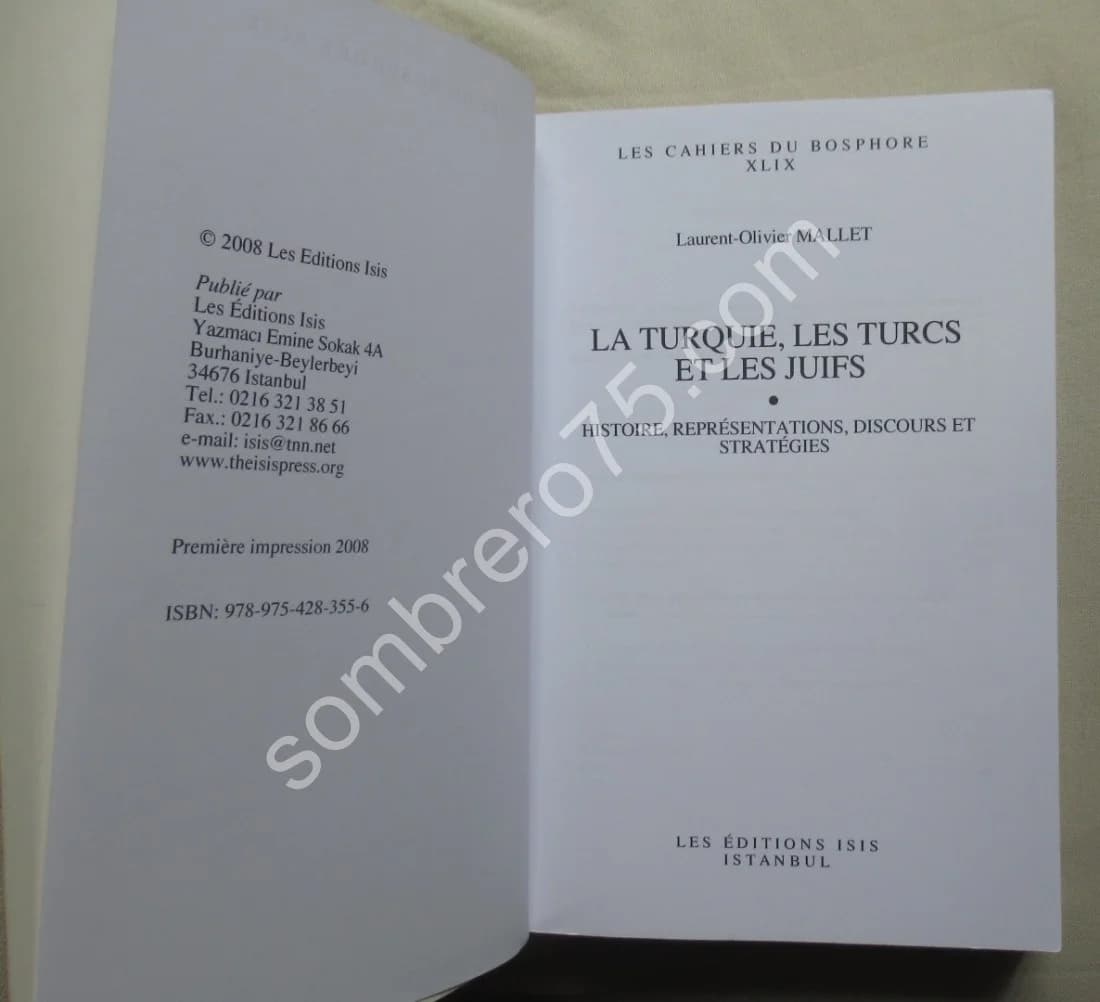 © 2008 Les Editions Isis
Publié par
Les Éditions Isis
Yazmacı Emine Sokak 4A
Burhaniye-Beylerbeyi
34676 Istanbul
Tel.: 0216 321 38 51
Fax.: 0216 321 86 66
e-mail: isis@tnn.net
www.theisispress.org
Première impression 2008
ISBN: 978-975-428-355-6
LES CAHIERS DU BOSPHORE
XLIX
Laurent-Olivier MALLET
LA TURQUIE, LES TURCS
ET LES JUIFS
•
HISTOIRE, REPRÉSENTATIONS, DISCOURS ET
STRATÉGIES
LES ÉDITIONS ISIS
ISTANBUL
sombrero75.com